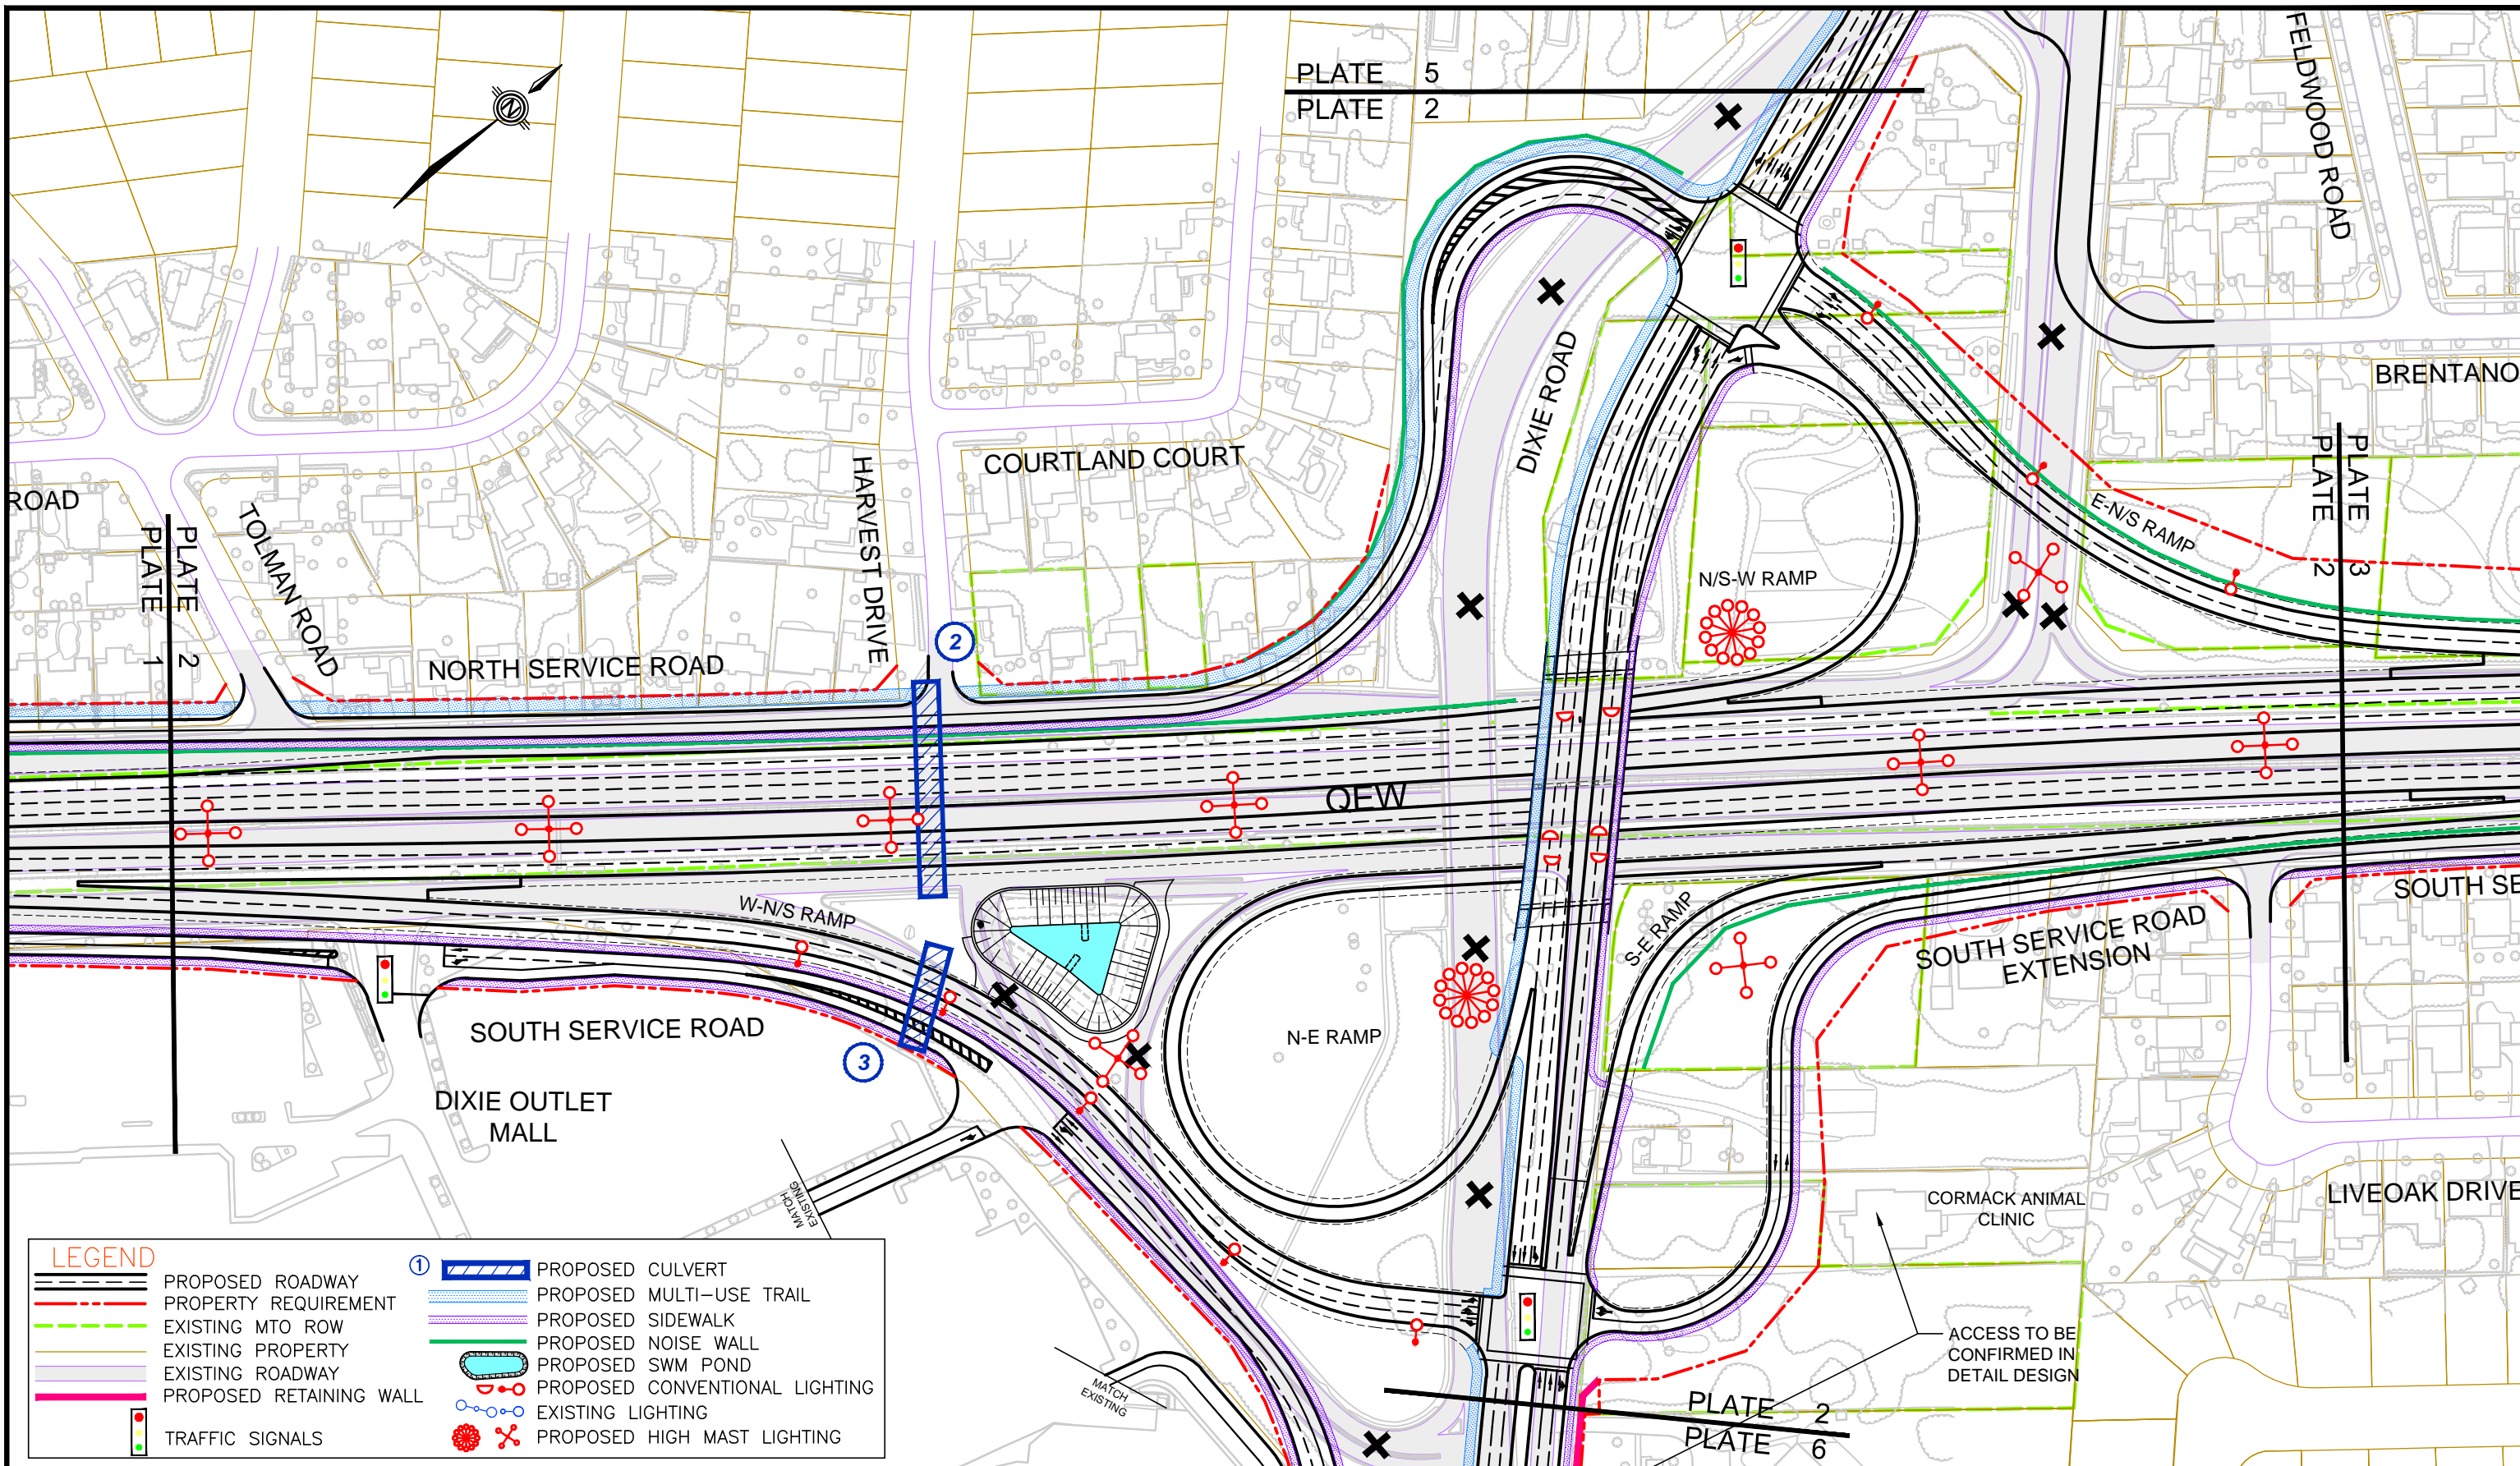 PLATE 5
PLATE 2
FELDWOOD ROAD
BRENTANO
DIXIE ROAD
COURTLAND COURT
HARVEST DRIVE
ROAD
TOLMAN ROAD
PLATE 1
PLATE 2
PLATE 3
PLATE 2
E-N/S RAMP
N/S-W RAMP
2
NORTH SERVICE ROAD
QEW
W-N/S RAMP
S-E RAMP
SOUTH SE
SOUTH SERVICE ROAD
EXTENSION
SOUTH SERVICE ROAD
3
N-E RAMP
DIXIE OUTLET
MALL
MATCH
EXISTING
CORMACK ANIMAL
CLINIC
LIVEOAK DRIVE
ACCESS TO BE
CONFIRMED IN
DETAIL DESIGN
MATCH
EXISTING
PLATE 2
PLATE 6
LEGEND
PROPOSED ROADWAY
PROPERTY REQUIREMENT
EXISTING MTO ROW
EXISTING PROPERTY
EXISTING ROADWAY
PROPOSED RETAINING WALL
TRAFFIC SIGNALS
1 PROPOSED CULVERT
PROPOSED MULTI-USE TRAIL
PROPOSED SIDEWALK
PROPOSED NOISE WALL
PROPOSED SWM POND
PROPOSED CONVENTIONAL LIGHTING
EXISTING LIGHTING
PROPOSED HIGH MAST LIGHTING
N